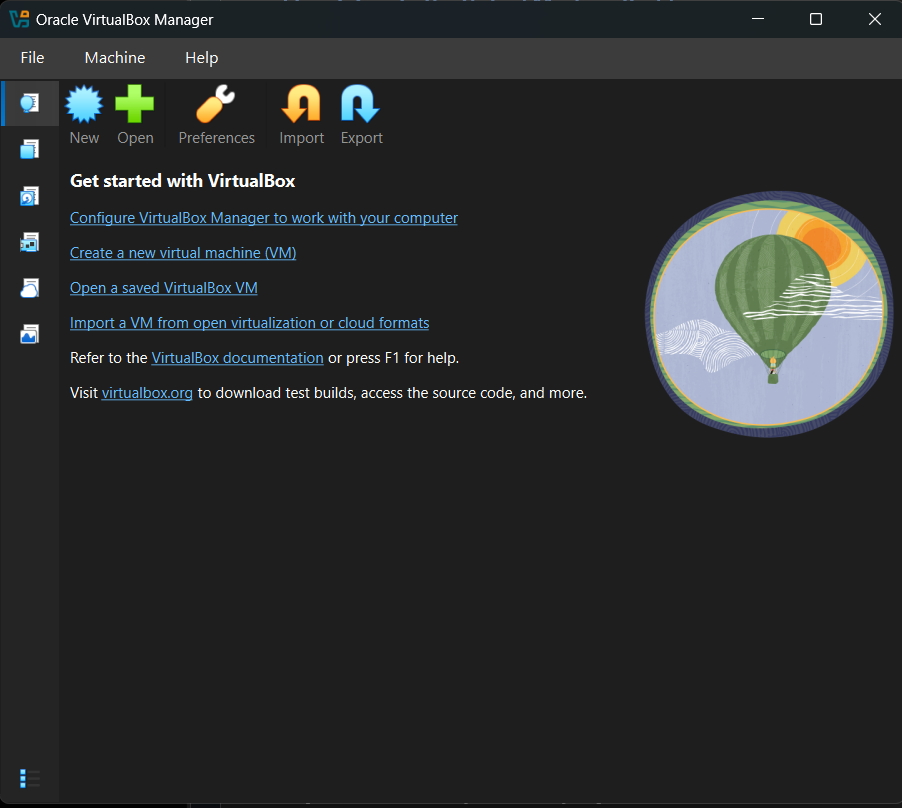 Oracle VirtualBox Manager
File Machine Help
New Open Preferences Import Export
Get started with VirtualBox
Configure VirtualBox Manager to work with your computer
Create a new virtual machine (VM)
Open a saved VirtualBox VM
Import a VM from open virtualization or cloud formats
Refer to the VirtualBox documentation or press F1 for help.
Visit virtualbox.org to download test builds, access the source code, and more.